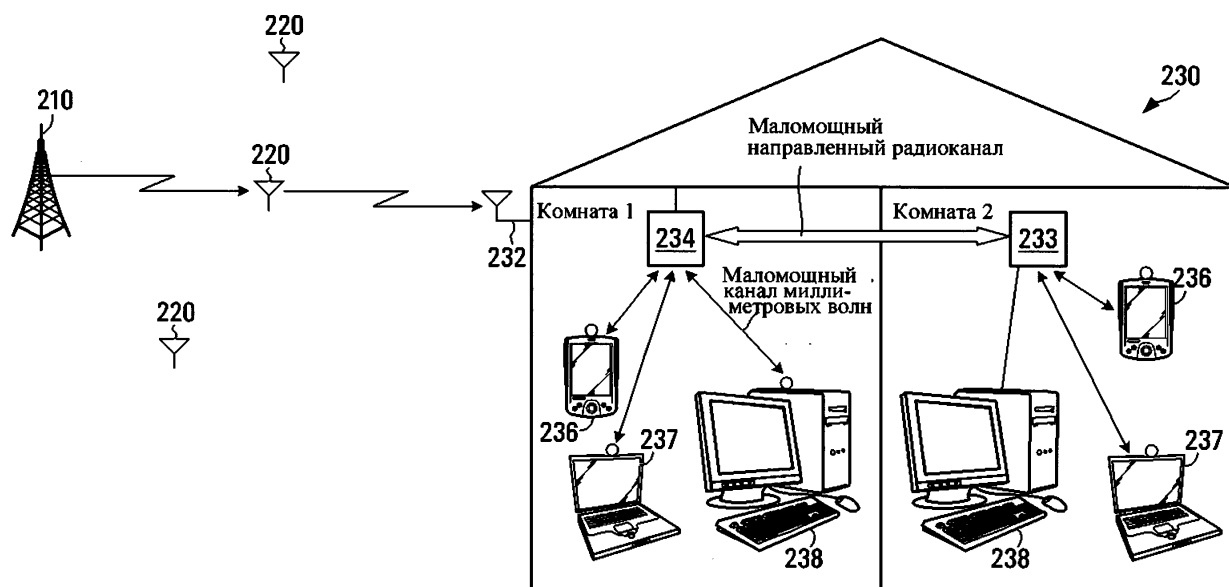 220
210
230
Маломощный
направленный радиоканал
220
Комната 1
Комната 2
234
233
232
Маломощный
канал милли-
метровых волн
236
220
236
237
237
238
238